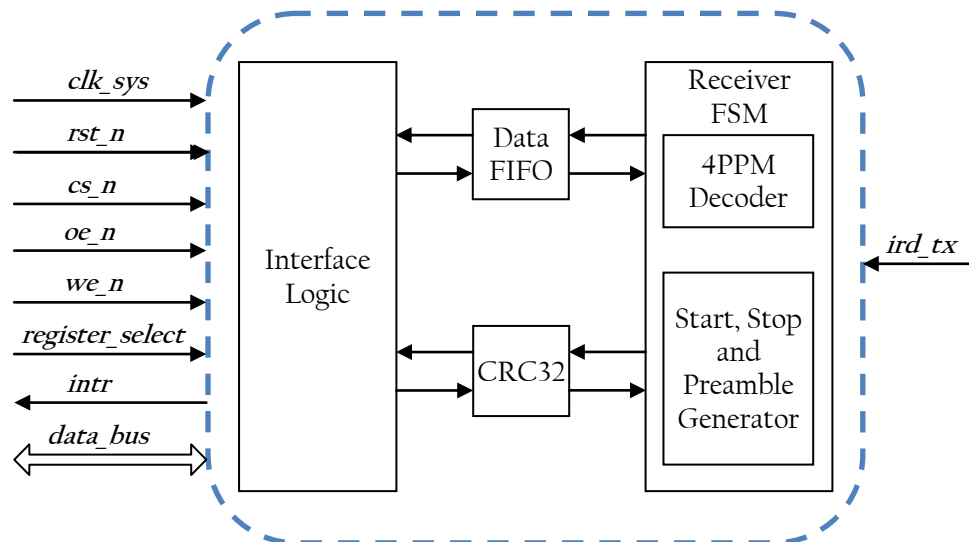 clk_sys
rst_n
cs_n
oe_n
we_n
register_select
intr
data_bus
Interface
Logic
Data
FIFO
CRC32
Receiver
FSM
4PPM
Decoder
Start, Stop
and
Preamble
Generator
ird_tx